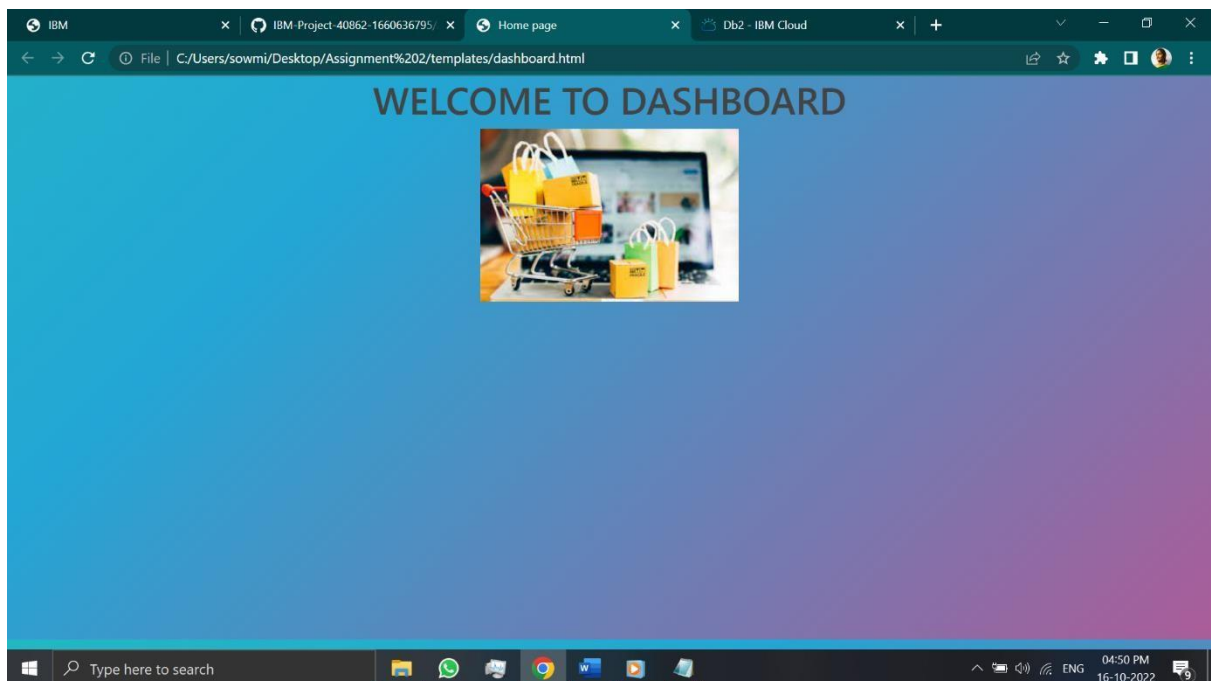 IBM
IBM-Project-40862-1660636795/
Home page
Db2 - IBM Cloud
File | C:/Users/sowmi/Desktop/Assignment%202/templates/dashboard.html
WELCOME TO DASHBOARD
Type here to search
ENG
04:50 PM
16-10-2022
9